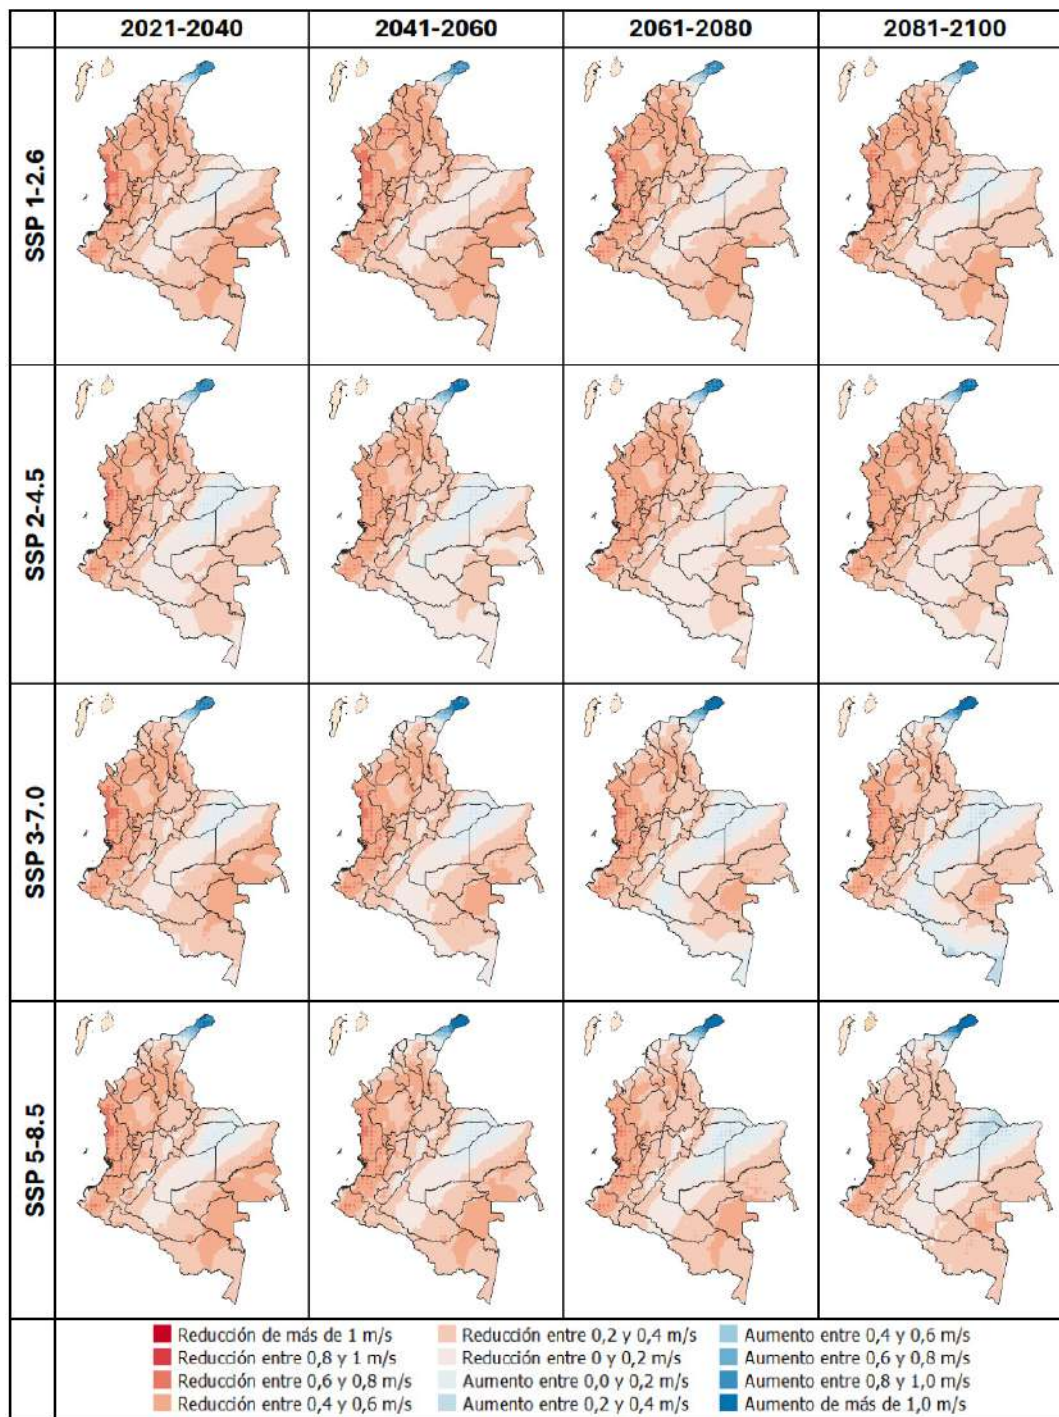 2021-2040 2041-2060 2061-2080 2081-2100
SSP 1-2.6
SSP 2-4.5
SSP 3-7.0
SSP 5-8.5
Reducción de más de 1 m/s
Reducción entre 0,8 y 1 m/s
Reducción entre 0,6 y 0,8 m/s
Reducción entre 0,4 y 0,6 m/s
Reducción entre 0,2 y 0,4 m/s
Reducción entre 0 y 0,2 m/s
Aumento entre 0,0 y 0,2 m/s
Aumento entre 0,2 y 0,4 m/s
Aumento entre 0,4 y 0,6 m/s
Aumento entre 0,6 y 0,8 m/s
Aumento entre 0,8 y 1,0 m/s
Aumento de más de 1,0 m/s